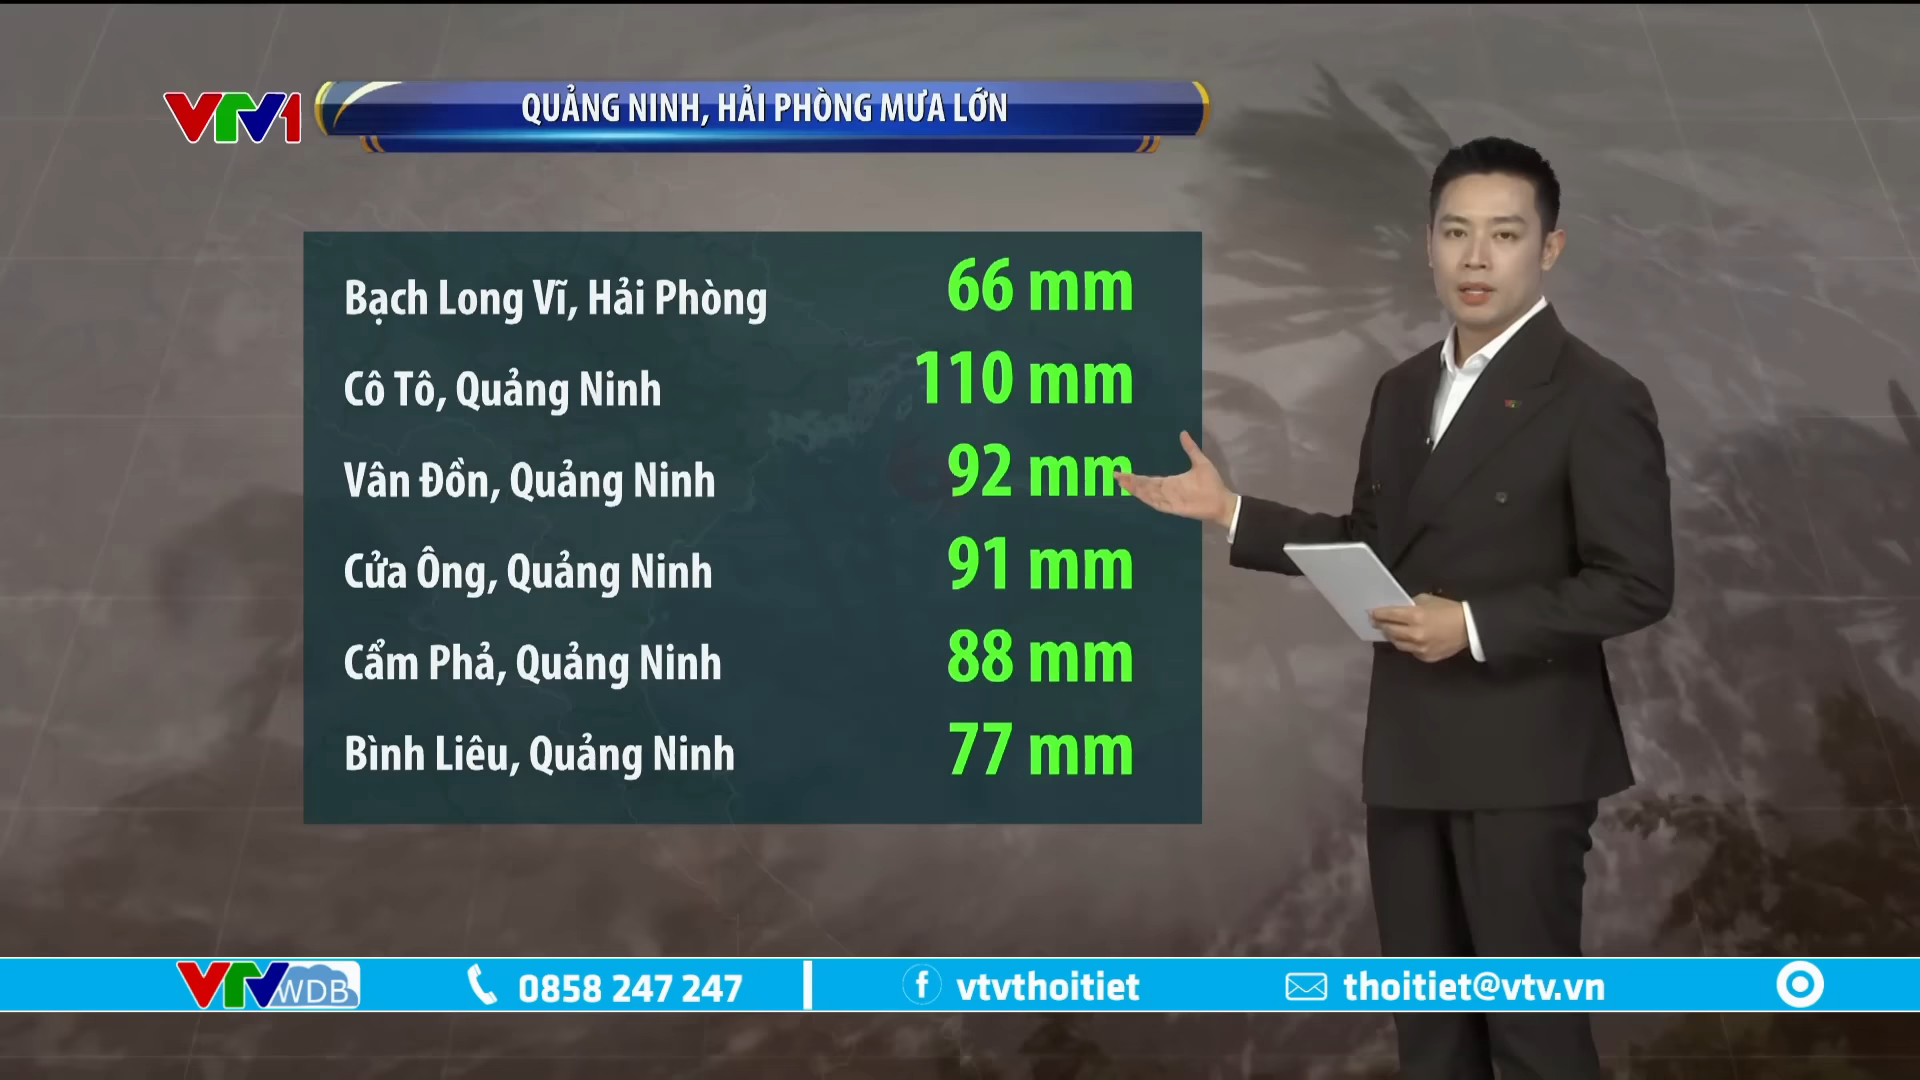 VTV1
QUẢNG NINH, HẢI PHÒNG MƯA LỚN
Bạch Long Vĩ, Hải Phòng 66 mm
Cô Tô, Quảng Ninh 110 mm
Vân Đồn, Quảng Ninh 92 mm
Cửa Ông, Quảng Ninh 91 mm
Cẩm Phả, Quảng Ninh 88 mm
Bình Liêu, Quảng Ninh 77 mm
VTV WDB 0858 247 247 vtvthoitiet thoitiet@vtv.vn